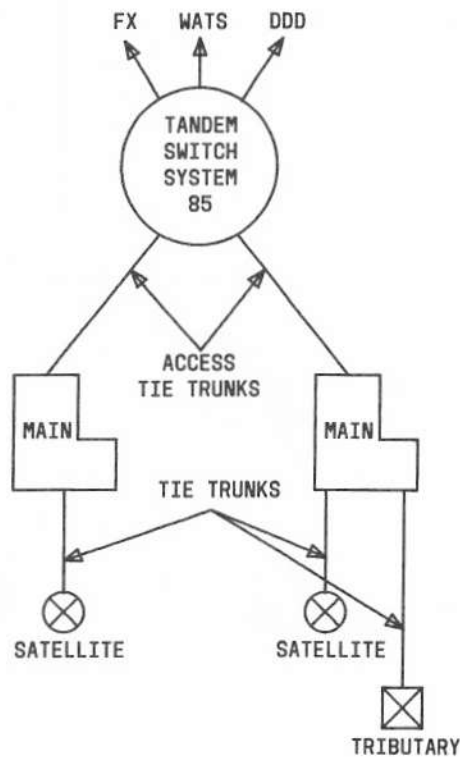 FX WATS DDD
TANDEM
SWITCH
SYSTEM
85
ACCESS
TIE TRUNKS
MAIN MAIN
TIE TRUNKS
SATELLITE SATELLITE
TRIBUTARY